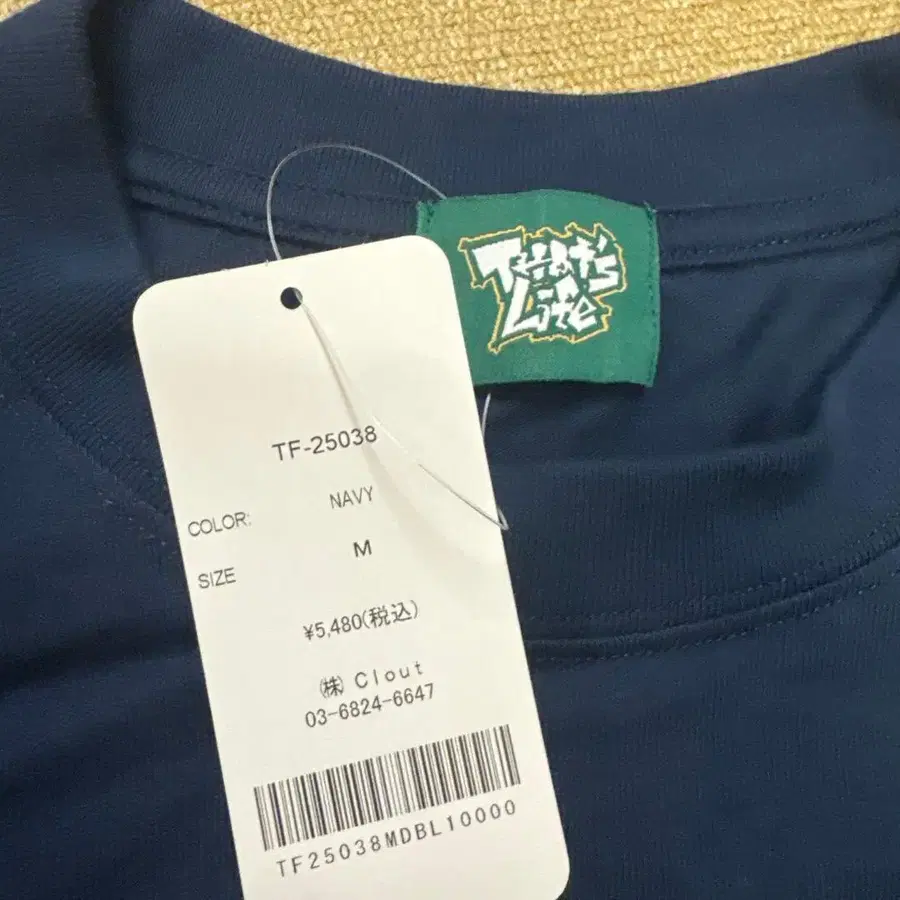 That's
Life
TF-25038
COLOR: NAVY
SIZE M
¥5,480(税込)
㈱ Clout
03-6824-6647
TF25038MDBL10000